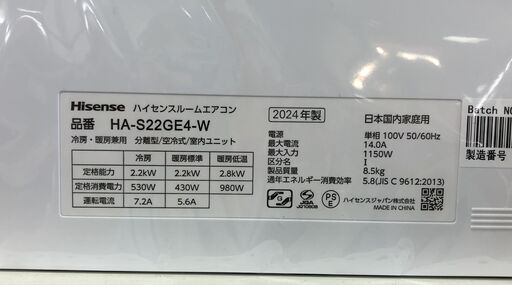 Hisense ハイセンスルームエアコン
品番 HA-S22GE4-W
冷房・暖房兼用 分離型/空冷式/室内ユニット
冷房 暖房標準 暖房低温
定格能力 2.2kW 2.2kW 2.8kW
定格消費電力 530W 430W 980W
運転電流 7.2A 5.6A
2024年製 日本国内家庭用
電源 単相 100V 50/60Hz
最大電流 14.0A
最大入力 1150W
区分名 I
製品質量 8.5kg
通年エネルギー消費効率 5.8(JIS C 9612:2013)
JQA
PS
E
ハイセンスジャパン株式会社
MADE IN CHINA
Batch NO
製造番号